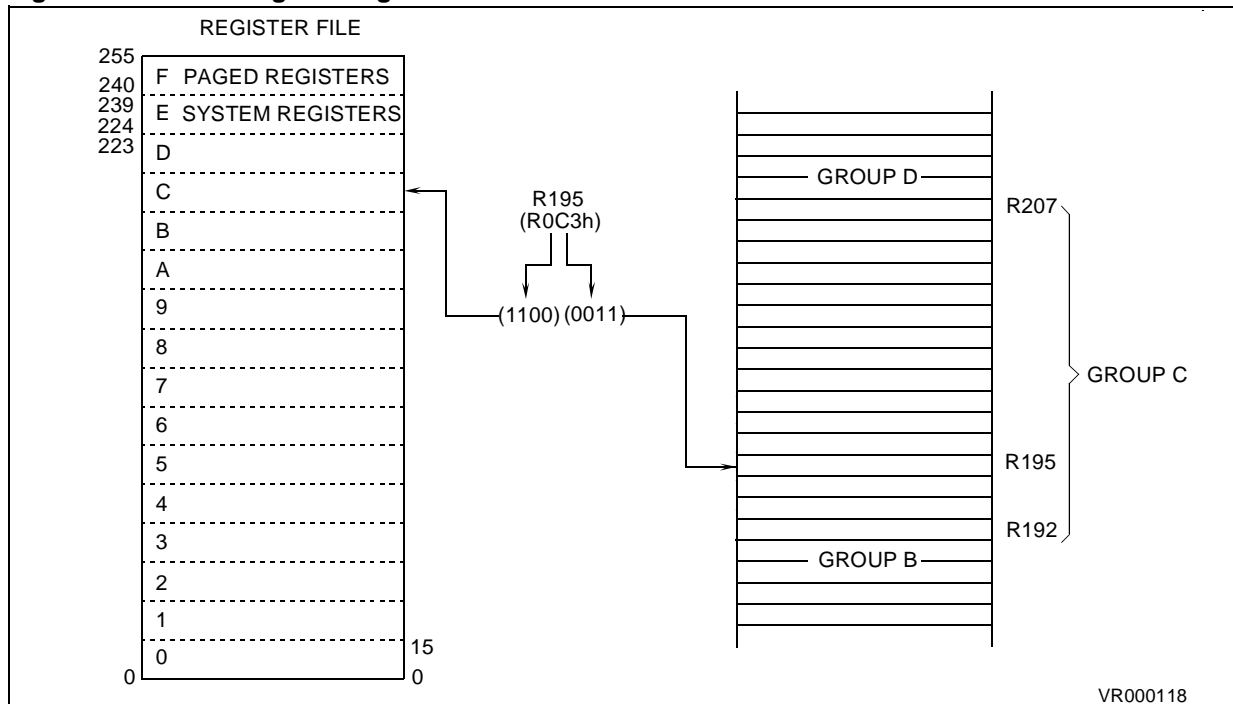 REGISTER FILE
255
240
239
224
223
F PAGED REGISTERS
E SYSTEM REGISTERS
D
C
B
A
9
8
7
6
5
4
3
2
1
0
15
0
0
R195
(R0C3h)
(1100) (0011)
GROUP D
R207
GROUP C
R195
R192
GROUP B
VR000118